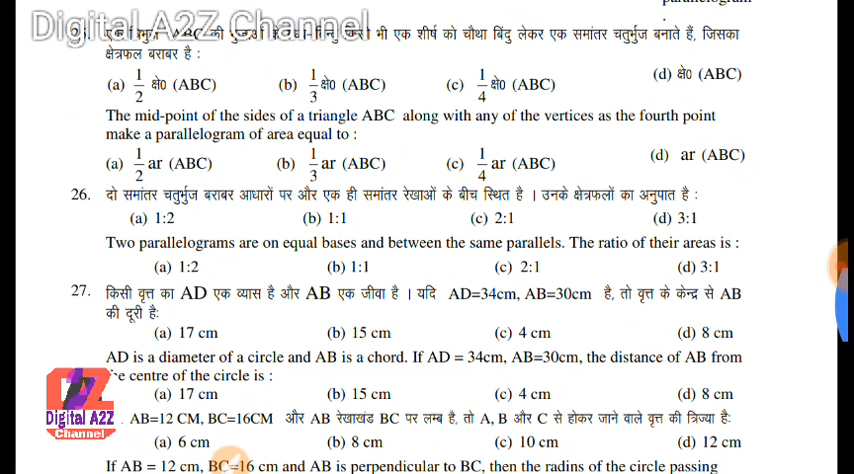 Digital A2Z Channel
को चौथा बिंदु लेकर एक समांतर चतुर्भुज बनाते हैं, जिसका
क्षेत्रफल बराबर है :
(a) 1/2 क्षे0 (ABC) (b) 1/3 क्षे0 (ABC) (c) 1/4 क्षे0 (ABC) (d) क्षे0 (ABC)
The mid-point of the sides of a triangle ABC along with any of the vertices as the fourth point
make a parallelogram of area equal to :
(a) 1/2 ar (ABC) (b) 1/3 ar (ABC) (c) 1/4 ar (ABC) (d) ar (ABC)
26. दो समांतर चतुर्भुज बराबर आधारों पर और एक ही समांतर रेखाओं के बीच स्थित है । उनके क्षेत्रफलों का अनुपात है :
(a) 1:2 (b) 1:1 (c) 2:1 (d) 3:1
Two parallelograms are on equal bases and between the same parallels. The ratio of their areas is :
(a) 1:2 (b) 1:1 (c) 2:1 (d) 3:1
27. किसी वृत्त का AD एक व्यास है और AB एक जीवा है । यदि AD=34cm, AB=30cm है, तो वृत्त के केन्द्र से AB
की दूरी है:
(a) 17 cm (b) 15 cm (c) 4 cm (d) 8 cm
AD is a diameter of a circle and AB is a chord. If AD = 34cm, AB=30cm, the distance of AB from
centre of the circle is :
(a) 17 cm (b) 15 cm (c) 4 cm (d) 8 cm
AB=12 CM, BC=16CM और AB रेखाखंड BC पर लम्ब है, तो A, B और C से होकर जाने वाले वृत्त की त्रिज्या है:
(a) 6 cm (b) 8 cm (c) 10 cm (d) 12 cm
If AB = 12 cm, BC=16 cm and AB is perpendicular to BC, then the radins of the circle passing
Digital A2Z
Channel